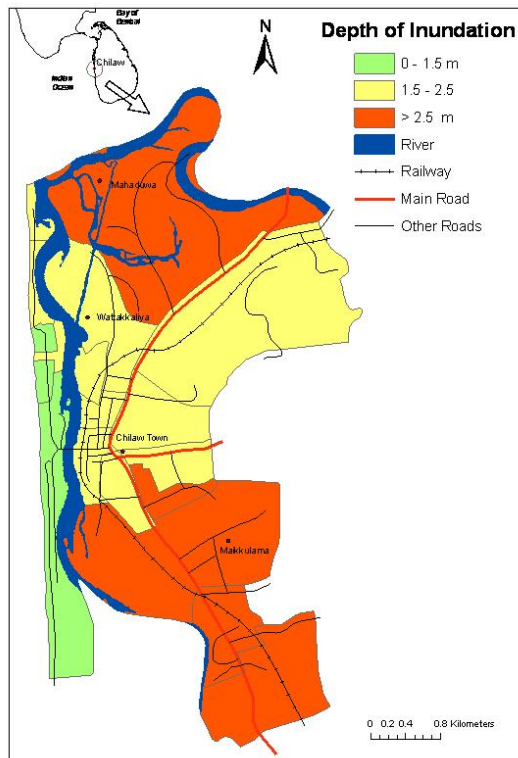 Bay of
Bengal
Chilaw
Indian
Ocean
N
Depth of Inundation
0 - 1.5 m
1.5 - 2.5
> 2.5 m
River
Railway
Main Road
Other Roads
Mahaduwa
Wattakkaliya
Chilaw Town
Maikkulama
0 0.2 0.4 0.8 Kilometers